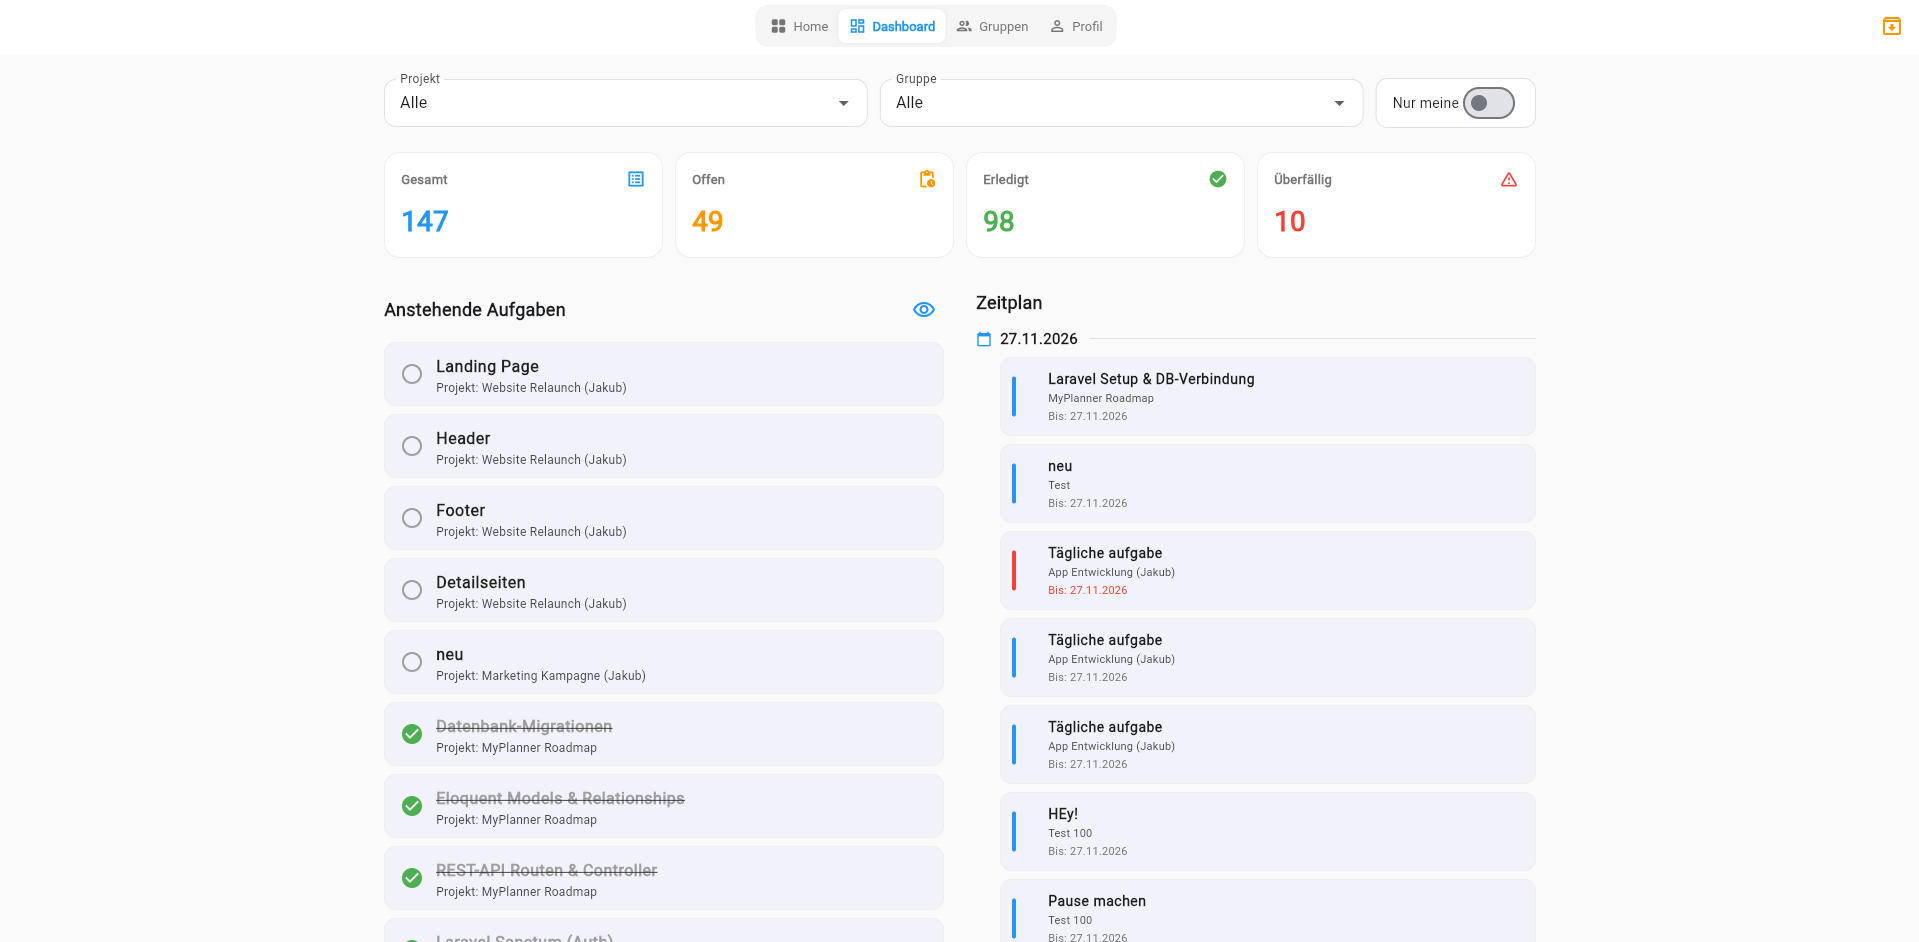 Home
Dashboard
Gruppen
Profil
Projekt
Alle
Gruppe
Alle
Nur meine
Gesamt
147
Offen
49
Erledigt
98
Überfällig
10
Anstehende Aufgaben
Landing Page
Projekt: Website Relaunch (Jakub)
Header
Projekt: Website Relaunch (Jakub)
Footer
Projekt: Website Relaunch (Jakub)
Detailseiten
Projekt: Website Relaunch (Jakub)
neu
Projekt: Marketing Kampagne (Jakub)
Datenbank-Migrationen
Projekt: MyPlanner Roadmap
Eloquent Models & Relationships
Projekt: MyPlanner Roadmap
REST-API Routen & Controller
Projekt: MyPlanner Roadmap
Laravel Sanctum (Auth)
Zeitplan
27.11.2026
Laravel Setup & DB-Verbindung
MyPlanner Roadmap
Bis: 27.11.2026
neu
Test
Bis: 27.11.2026
Tägliche aufgabe
App Entwicklung (Jakub)
Bis: 27.11.2026
Tägliche aufgabe
App Entwicklung (Jakub)
Bis: 27.11.2026
Tägliche aufgabe
App Entwicklung (Jakub)
Bis: 27.11.2026
HEy!
Test 100
Bis: 27.11.2026
Pause machen
Test 100
Bis: 27.11.2026